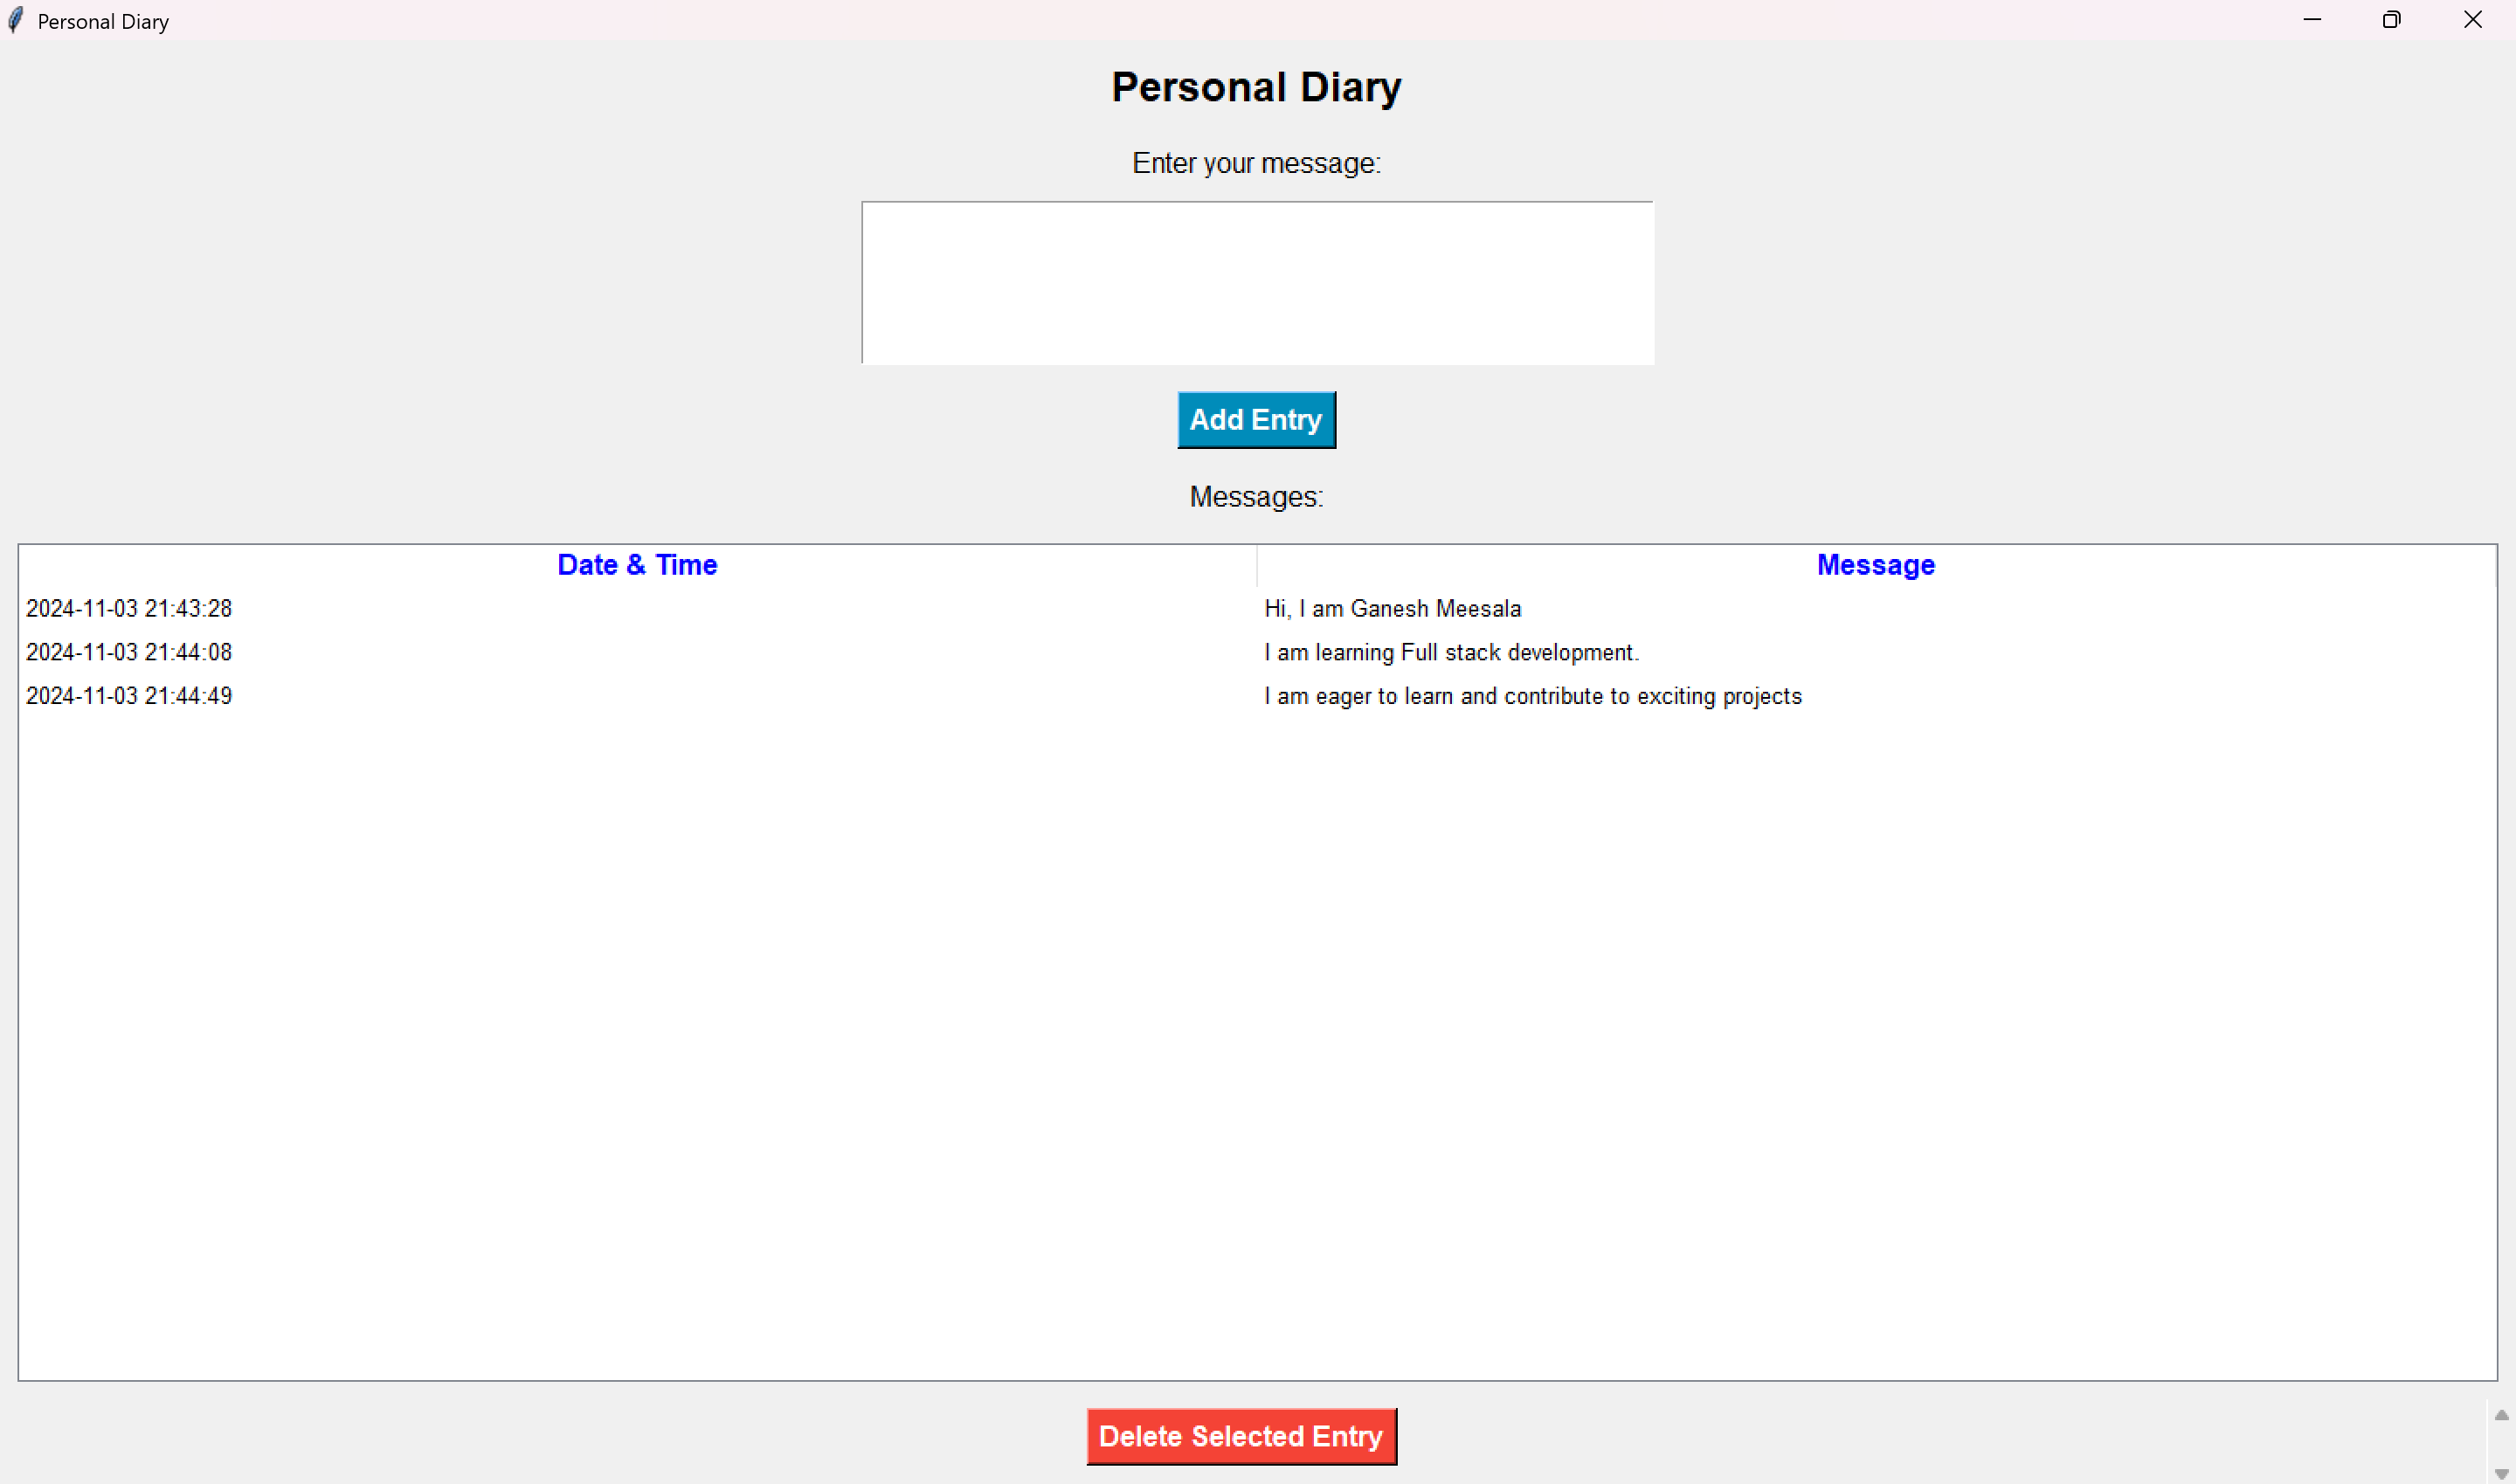 Personal Diary
Personal Diary
Enter your message:
Add Entry
Messages:
Date & Time Message
2024-11-03 21:43:28 Hi, I am Ganesh Meesala
2024-11-03 21:44:08 I am learning Full stack development.
2024-11-03 21:44:49 I am eager to learn and contribute to exciting projects
Delete Selected Entry